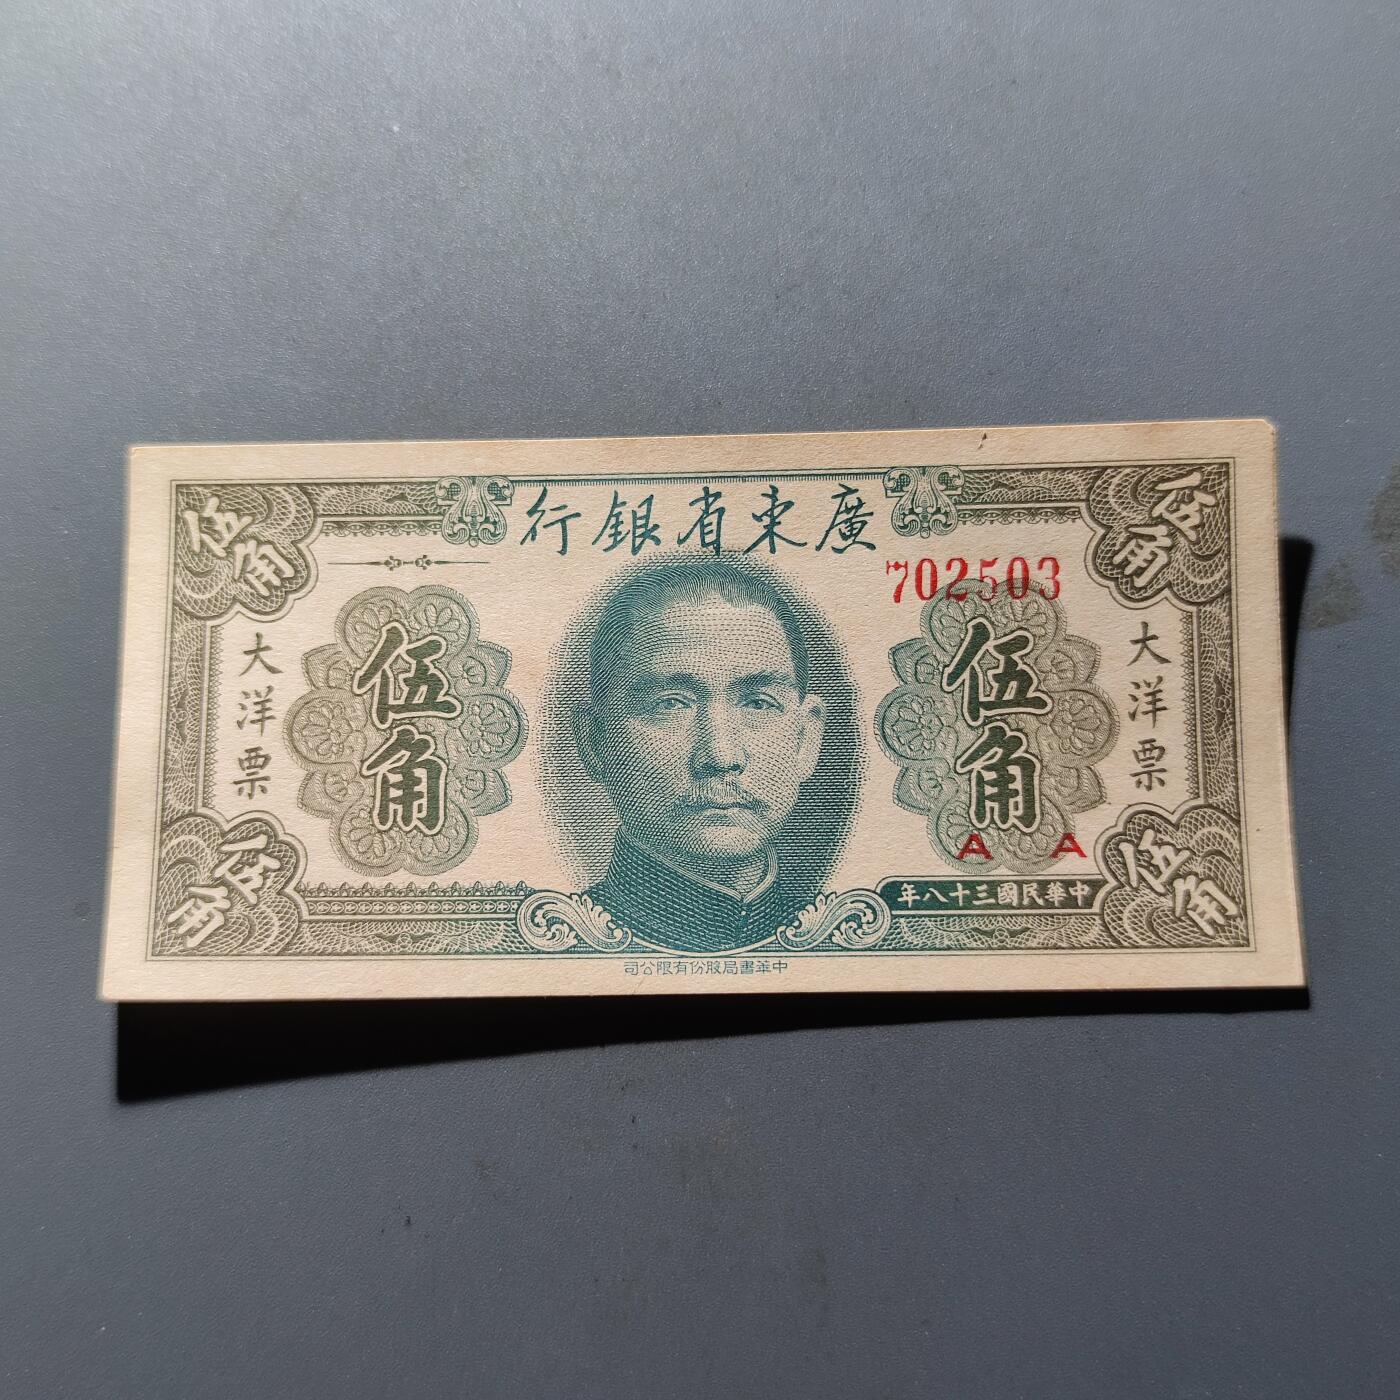 廣東省銀行
702503
伍角
伍角
大洋票
伍角
伍角
大洋票
A A
伍角
伍角
中華民國三十八年
中華書局股份有限公司